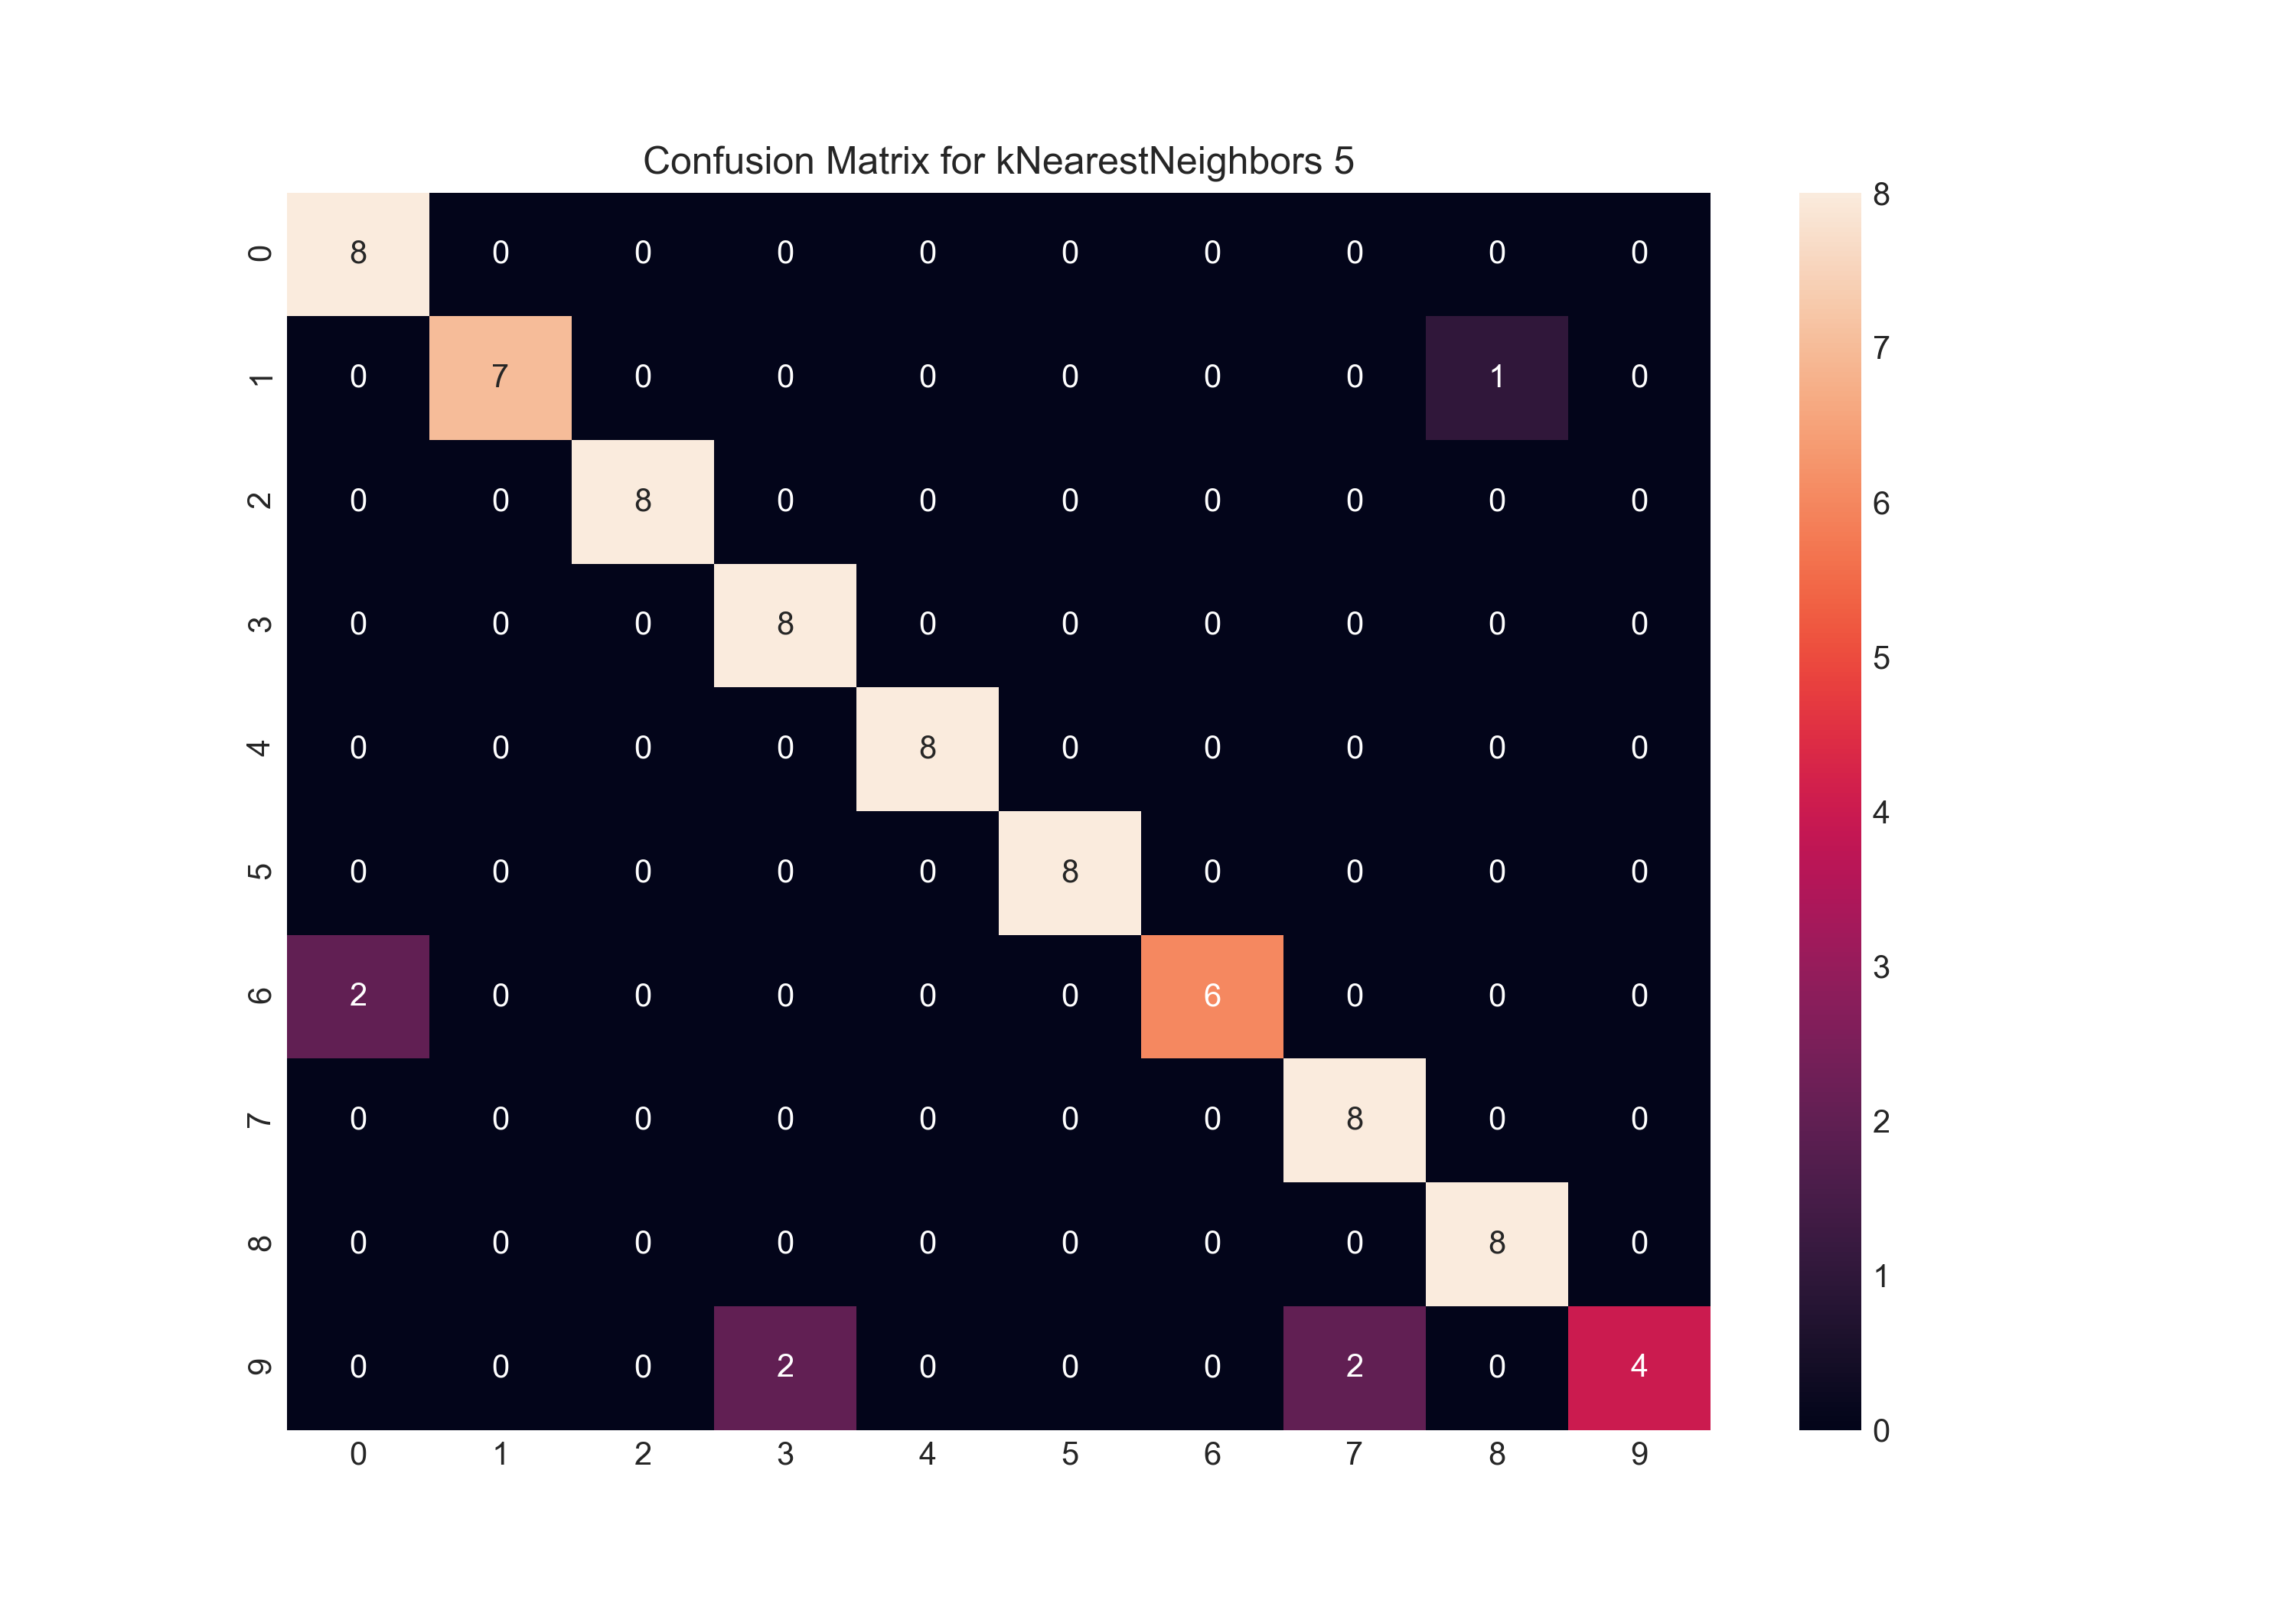 Confusion Matrix for kNearestNeighbors 5
0 8 0 0 0 0 0 0 0 0 0
1 0 7 0 0 0 0 0 0 1 0
2 0 0 8 0 0 0 0 0 0 0
3 0 0 0 8 0 0 0 0 0 0
4 0 0 0 0 8 0 0 0 0 0
5 0 0 0 0 0 8 0 0 0 0
6 2 0 0 0 0 0 6 0 0 0
7 0 0 0 0 0 0 0 8 0 0
8 0 0 0 0 0 0 0 0 8 0
9 0 0 0 2 0 0 0 2 0 4
0 1 2 3 4 5 6 7 8 9
8
7
6
5
4
3
2
1
0